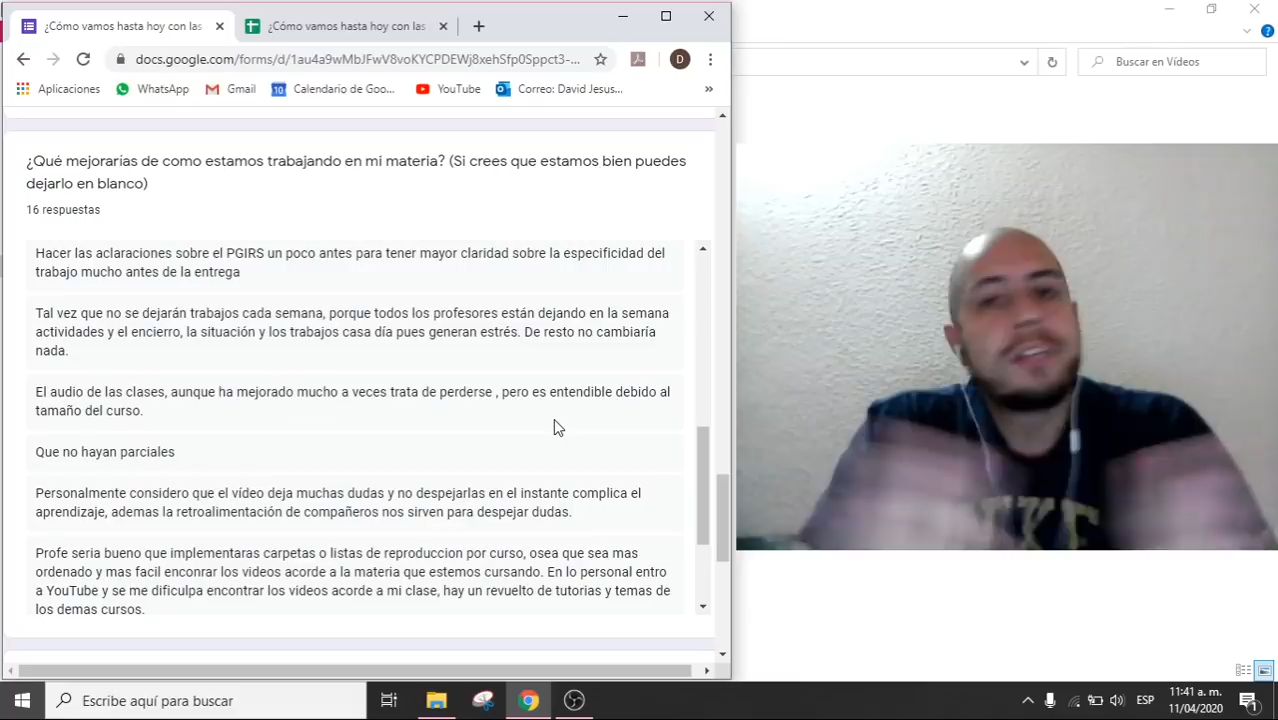 ¿Cómo vamos hasta hoy con las
¿Cómo vamos hasta hoy con las
docs.google.com/forms/d/1au4a9wMbJFwV8voKYCPDEWj8xehSfp0Sppct3-...
D
Aplicaciones
WhatsApp
Gmail
Calendario de Goo...
YouTube
Correo: David Jesus...
»
Buscar en Vídeos
¿Qué mejorarías de como estamos trabajando en mi materia? (Si crees que estamos bien puedes
dejarlo en blanco)
16 respuestas
Hacer las aclaraciones sobre el PGIRS un poco antes para tener mayor claridad sobre la especificidad del
trabajo mucho antes de la entrega
Tal vez que no se dejarán trabajos cada semana, porque todos los profesores están dejando en la semana
actividades y el encierro, la situación y los trabajos casa día pues generan estrés. De resto no cambiaría
nada.
El audio de las clases, aunque ha mejorado mucho a veces trata de perderse , pero es entendible debido al
tamaño del curso.
Que no hayan parciales
Personalmente considero que el vídeo deja muchas dudas y no despejarlas en el instante complica el
aprendizaje, ademas la retroalimentación de compañeros nos sirven para despejar dudas.
Profe seria bueno que implementaras carpetas o listas de reproduccion por curso, osea que sea mas
ordenado y mas facil enconrar los videos acorde a la materia que estemos cursando. En lo personal entro
a YouTube y se me dificulpa encontrar los videos acorde a mi clase, hay un revuelto de tutorias y temas de
los demas cursos.
Escribe aquí para buscar
ESP
11:41 a. m.
11/04/2020
1